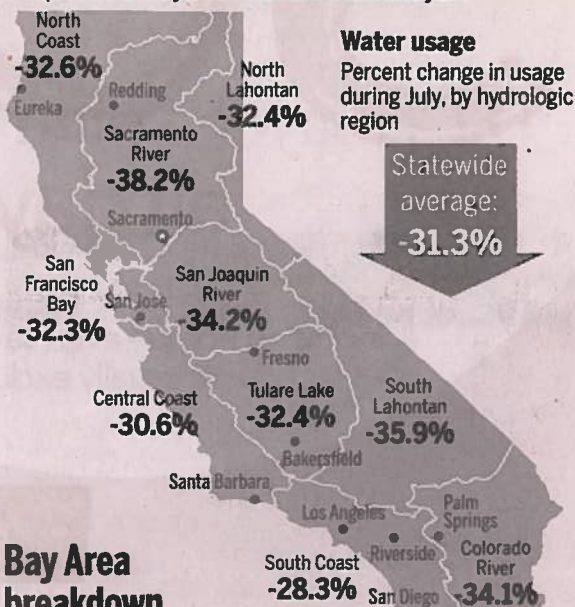 Water usage
Percent change in usage
during July, by hydrologic
region
Statewide
average:
-31.3%
North
Coast
-32.6%
Eureka
Redding
North
Lahontan
-32.4%
Sacramento
River
-38.2%
Sacramento
San
Francisco
Bay
-32.3%
San Jose
San Joaquin
River
-34.2%
Fresno
Central Coast
-30.6%
Tulare Lake
-32.4%
Bakersfield
South
Lahontan
-35.9%
Santa Barbara
Los Angeles
Riverside
Palm
Springs
South Coast
-28.3%
San Diego
Colorado
River
-34.1%
Bay Area
breakdown